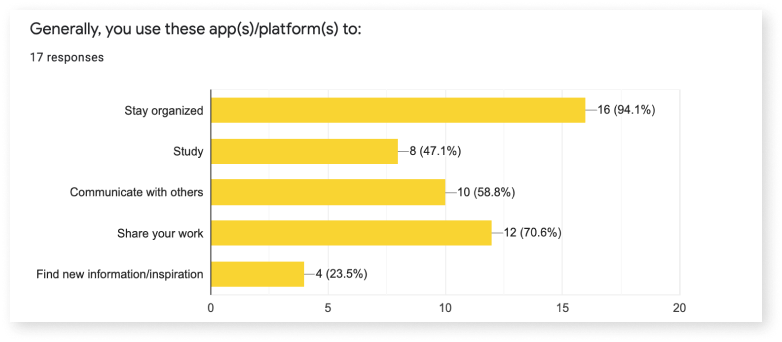 Generally, you use these app(s)/platform(s) to:
17 responses
Stay organized 16 (94.1%)
Study 8 (47.1%)
Communicate with others 10 (58.8%)
Share your work 12 (70.6%)
Find new information/inspiration 4 (23.5%)
0 5 10 15 20